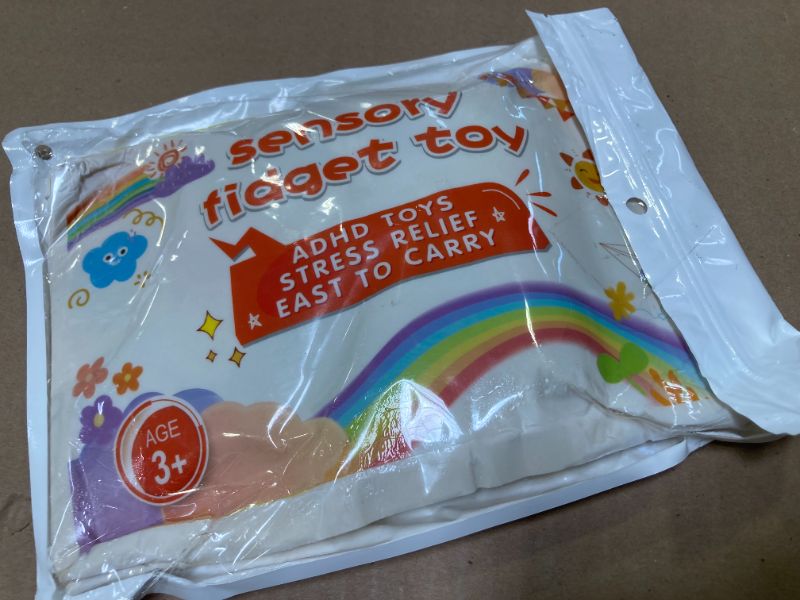 sensory
fidget toy
ADHD TOYS
STRESS RELIEF
EAST TO CARRY
AGE
3+